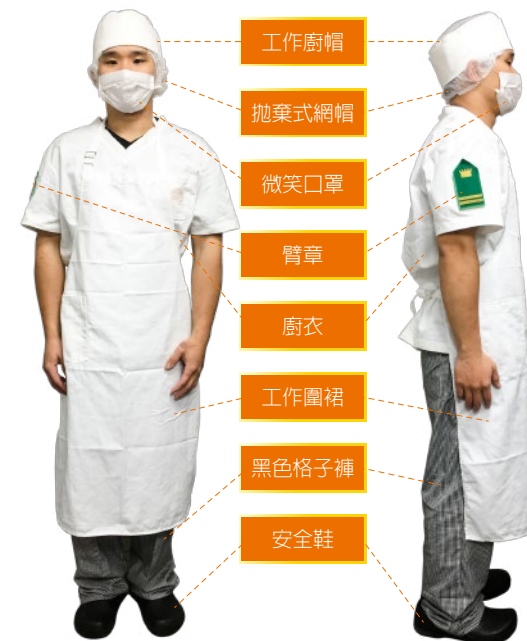 工作廚帽
拋棄式網帽
微笑口罩
臂章
廚衣
工作圍裙
黑色格子褲
安全鞋